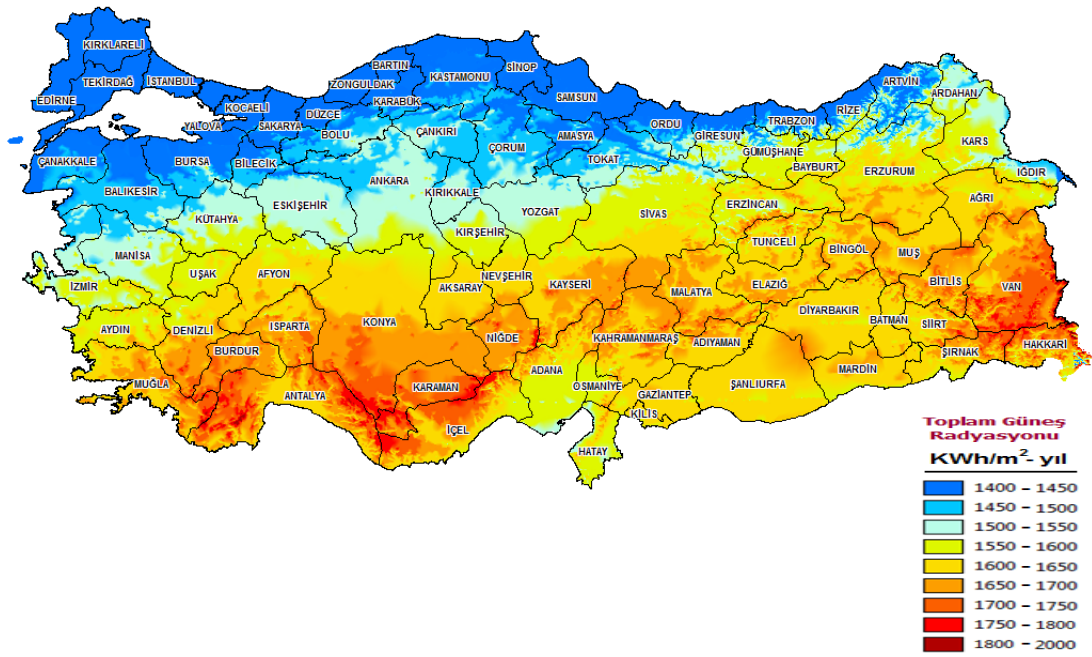 KIRKLARELİ
TEKİRDAĞ
İSTANBUL
EDİRNE
KOCAELİ
YALOVA
SAKARYA
DÜZCE
BOLU
ZONGULDAK
BARTIN
KARABÜK
KASTAMONU
SİNOP
SAMSUN
ÇANKIRI
ÇORUM
AMASYA
TOKAT
ORDU
GİRESUN
TRABZON
RİZE
ARTVİN
ARDAHAN
KARS
IĞDIR
GÜMÜŞHANE
BAYBURT
ERZURUM
AĞRI
ÇANAKKALE
BURSA
BİLECİK
BALIKESİR
KÜTAHYA
ESKİŞEHİR
ANKARA
KIRIKKALE
YOZGAT
SİVAS
ERZİNCAN
TUNCELİ
BİNGÖL
MUŞ
BİTLİS
VAN
KIRŞEHİR
MANİSA
UŞAK
AFYON
İZMİR
NEVŞEHİR
AKSARAY
KAYSERİ
MALATYA
ELAZIĞ
DİYARBAKIR
BATMAN
SİİRT
ŞIRNAK
HAKKARİ
AYDIN
DENİZLİ
ISPARTA
KONYA
NİĞDE
KAHRAMANMARAŞ
ADIYAMAN
BURDUR
MUĞLA
ANTALYA
KARAMAN
ADANA
OSMANİYE
GAZİANTEP
ŞANLIURFA
MARDİN
KİLİS
İÇEL
HATAY
Toplam Güneş
Radyasyonu
KWh/m²- yıl
1400 – 1450
1450 – 1500
1500 – 1550
1550 – 1600
1600 – 1650
1650 – 1700
1700 – 1750
1750 – 1800
1800 – 2000